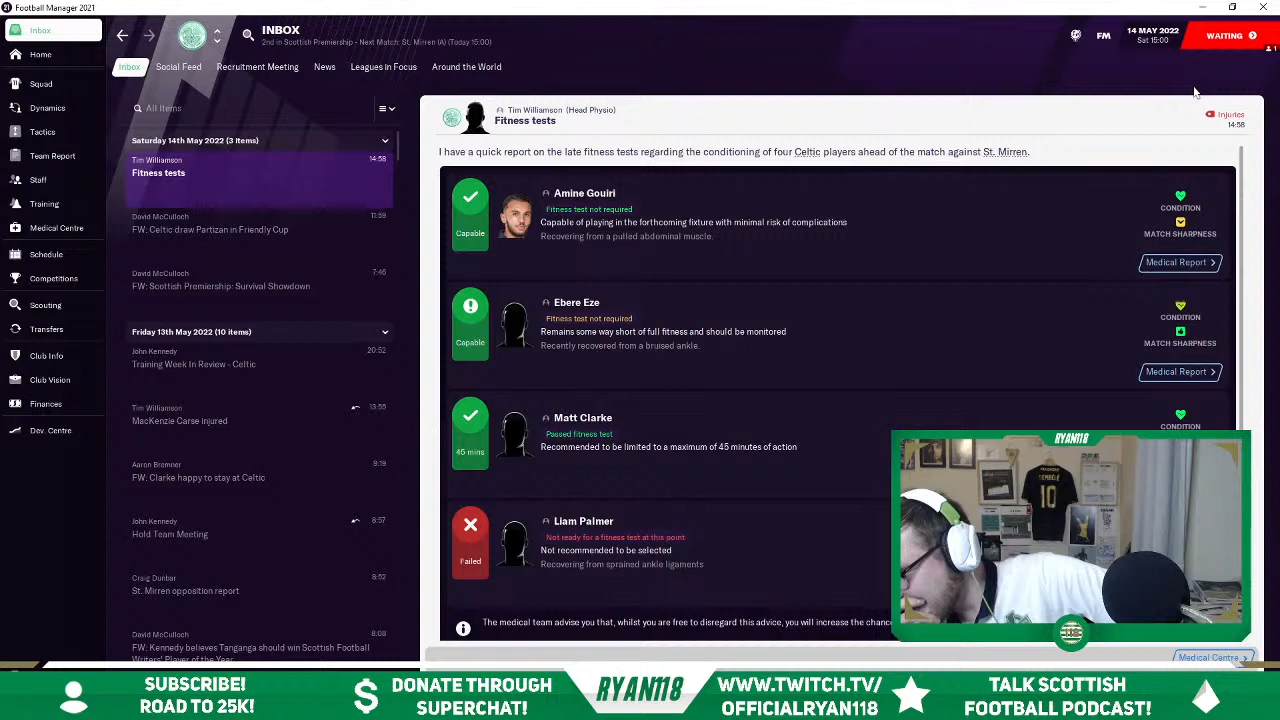 Football Manager 2021
Inbox
Home
Squad
Dynamics
Tactics
Team Report
Staff
Training
Medical Centre
Schedule
Competitions
Scouting
Transfers
Club Info
Club Vision
Finances
Dev. Centre
INBOX
2nd in Scottish Premiership - Next Match: St. Mirren (A) (Today 15:00)
FM
14 MAY 2022
Sat 15:00
WAITING
1
Inbox
Social Feed
Recruitment Meeting
News
Leagues in Focus
Around the World
All Items
Saturday 14th May 2022 (3 Items)
Tim Williamson 14:58
Fitness tests
David McCulloch 11:59
FW: Celtic draw Partizan in Friendly Cup
David McCulloch 7:46
FW: Scottish Premiership: Survival Showdown
Friday 13th May 2022 (10 items)
John Kennedy 20:52
Training Week In Review - Celtic
Tim Williamson 13:55
MacKenzie Carse injured
Aaron Bremner 9:19
FW: Clarke happy to stay at Celtic
John Kennedy 8:57
Hold Team Meeting
Craig Dunbar 8:52
St. Mirren opposition report
David McCulloch 8:08
FW: Kennedy believes Tanganga should win Scottish Football
Writers' Player of the Year
Tim Williamson (Head Physio)
Fitness tests
Injuries
14:58
I have a quick report on the late fitness tests regarding the conditioning of four Celtic players ahead of the match against St. Mirren.
Capable
Amine Gouiri
Fitness test not required
Capable of playing in the forthcoming fixture with minimal risk of complications
Recovering from a pulled abdominal muscle.
CONDITION
MATCH SHARPNESS
Medical Report
Capable
Ebere Eze
Fitness test not required
Remains some way short of full fitness and should be monitored
Recently recovered from a bruised ankle.
CONDITION
MATCH SHARPNESS
Medical Report
45 mins
Matt Clarke
Passed fitness test
Recommended to be limited to a maximum of 45 minutes of action
CONDITION
Failed
Liam Palmer
Not ready for a fitness test at this point
Not recommended to be selected
Recovering from sprained ankle ligaments
The medical team advise you that, whilst you are free to disregard this advice, you will increase the chance
Medical Centre
RYAN118
DEMBÉLÉ
10
118
SUBSCRIBE!
ROAD TO 25K!
DONATE THROUGH
SUPERCHAT!
RYAN118
WWW.TWITCH.TV/
OFFICIALRYAN118
TALK SCOTTISH
FOOTBALL PODCAST!